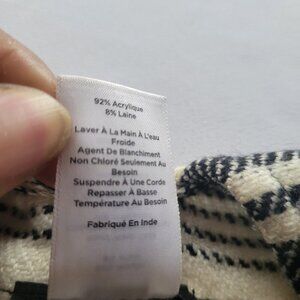 92% Acrylique
8% Laine
Laver À La Main À L'eau
Froide
Agent De Blanchiment
Non Chloré Seulement Au
Besoin
Suspendre À Une Corde
Repasser À Basse
Température Au Besoin
Fabriqué En Inde